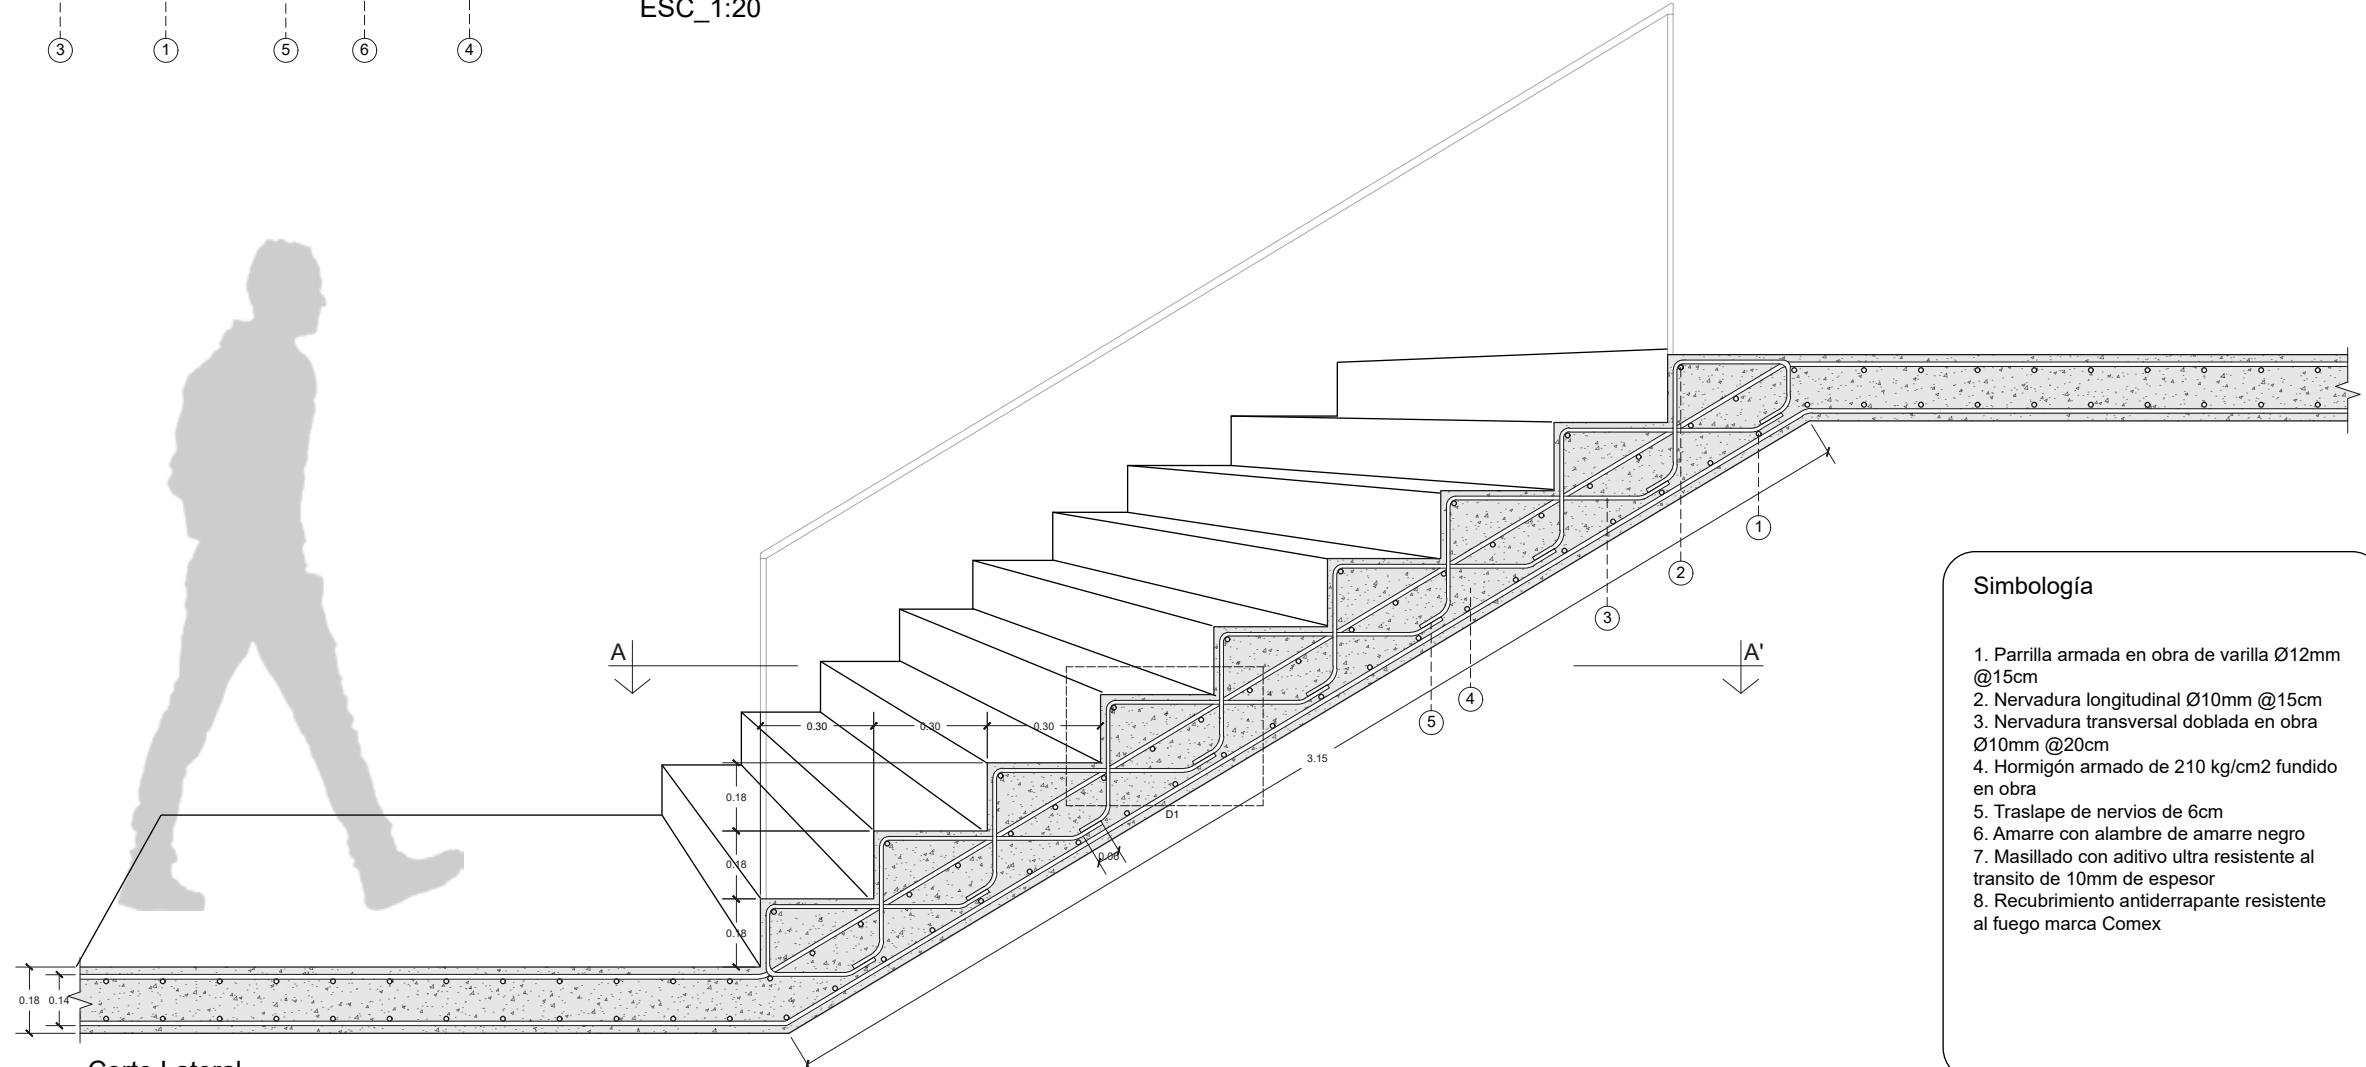 ESC_1:20
3 1 5 6 4
A A'
0.30 0.30 0.30
0.18
0.18
0.18
0.18 0.14
3.15
D1
0.06
1
2
3
4
5
Simbología
1. Parrilla armada en obra de varilla Ø12mm
@15cm
2. Nervadura longitudinal Ø10mm @15cm
3. Nervadura transversal doblada en obra
Ø10mm @20cm
4. Hormigón armado de 210 kg/cm2 fundido
en obra
5. Traslape de nervios de 6cm
6. Amarre con alambre de amarre negro
7. Masillado con aditivo ultra resistente al
transito de 10mm de espesor
8. Recubrimiento antiderrapante resistente
al fuego marca Comex
Corte Lateral